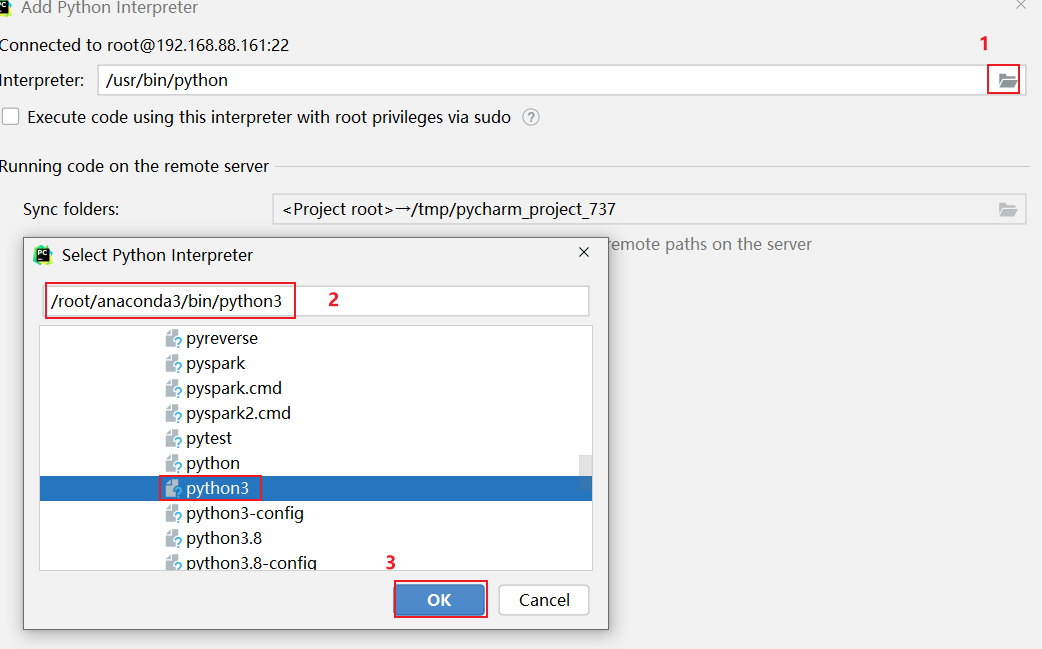 Add Python Interpreter
Connected to root@192.168.88.161:22
1
Interpreter: /usr/bin/python
Execute code using this interpreter with root privileges via sudo ?
Running code on the remote server
Sync folders: <Project root>→/tmp/pycharm_project_737
remote paths on the server
Select Python Interpreter
/root/anaconda3/bin/python3 2
pyreverse
pyspark
pyspark.cmd
pyspark2.cmd
pytest
python
python3
python3-config
python3.8
python3.8-config
3
OK Cancel